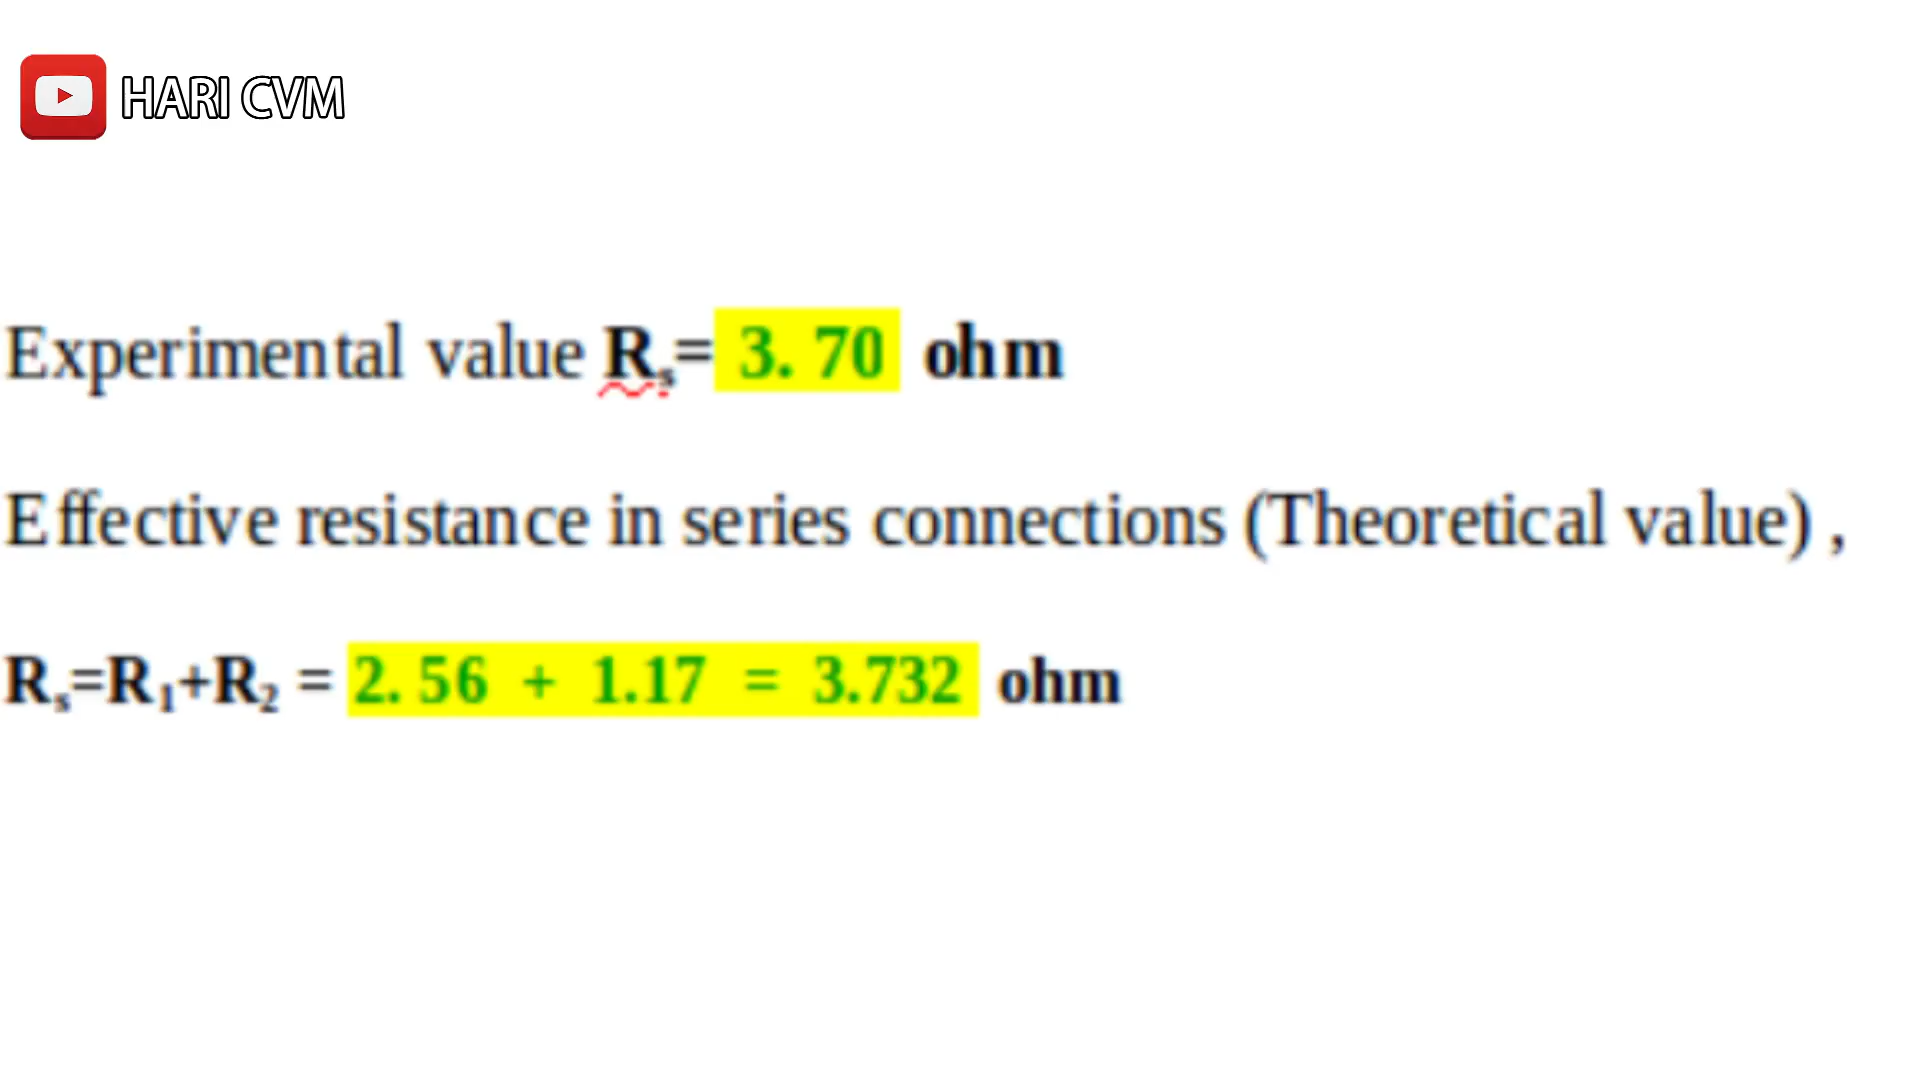 HARI CVM
Experimental value Rₛ= 3. 70 ohm
Effective resistance in series connections (Theoretical value) ,
Rₛ=R₁+R₂ = 2. 56 + 1.17 = 3.732 ohm